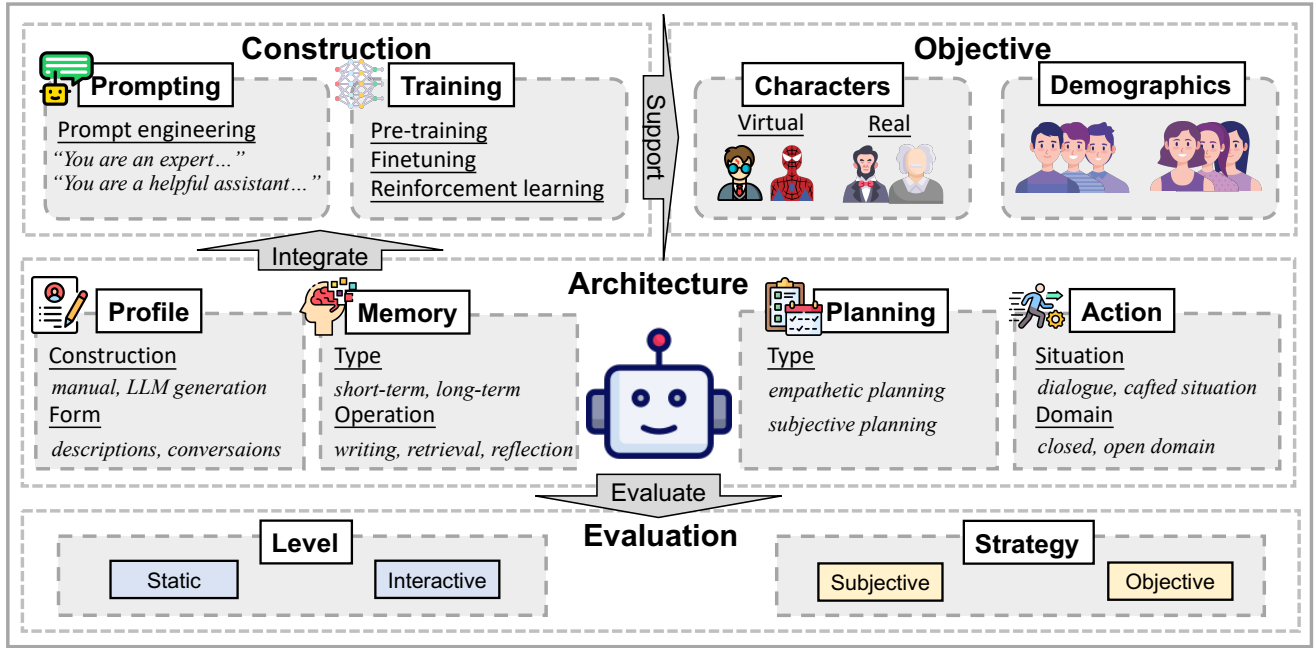 Construction
Prompting
Prompt engineering
“You are an expert…”
“You are a helpful assistant…”
Training
Pre-training
Finetuning
Reinforcement learning
Support
Objective
Characters
Virtual
Real
Demographics
Integrate
Architecture
Profile
Construction
manual, LLM generation
Form
descriptions, conversaions
Memory
Type
short-term, long-term
Operation
writing, retrieval, reflection
Planning
Type
empathetic planning
subjective planning
Action
Situation
dialogue, cafted situation
Domain
closed, open domain
Evaluate
Evaluation
Level
Static
Interactive
Strategy
Subjective
Objective